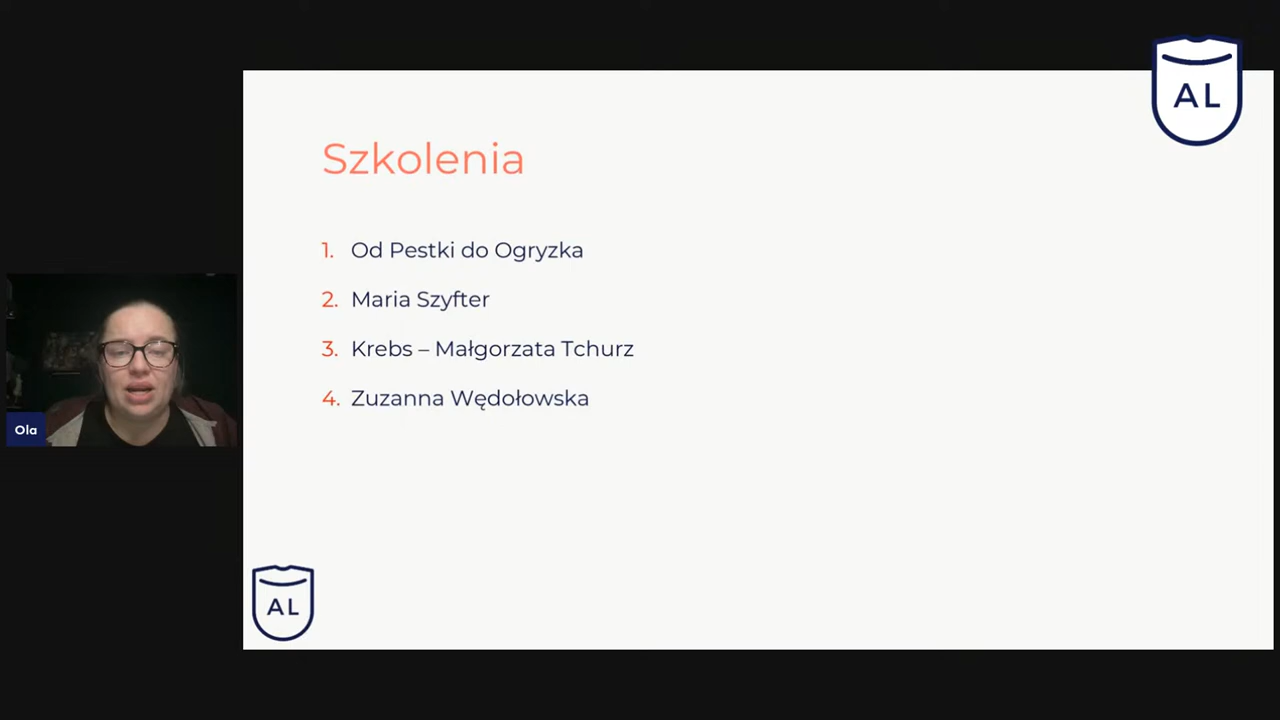 AL
Szkolenia
1. Od Pestki do Ogryzka
2. Maria Szyfter
3. Krebs – Małgorzata Tchurz
4. Zuzanna Wędołowska
Ola
AL